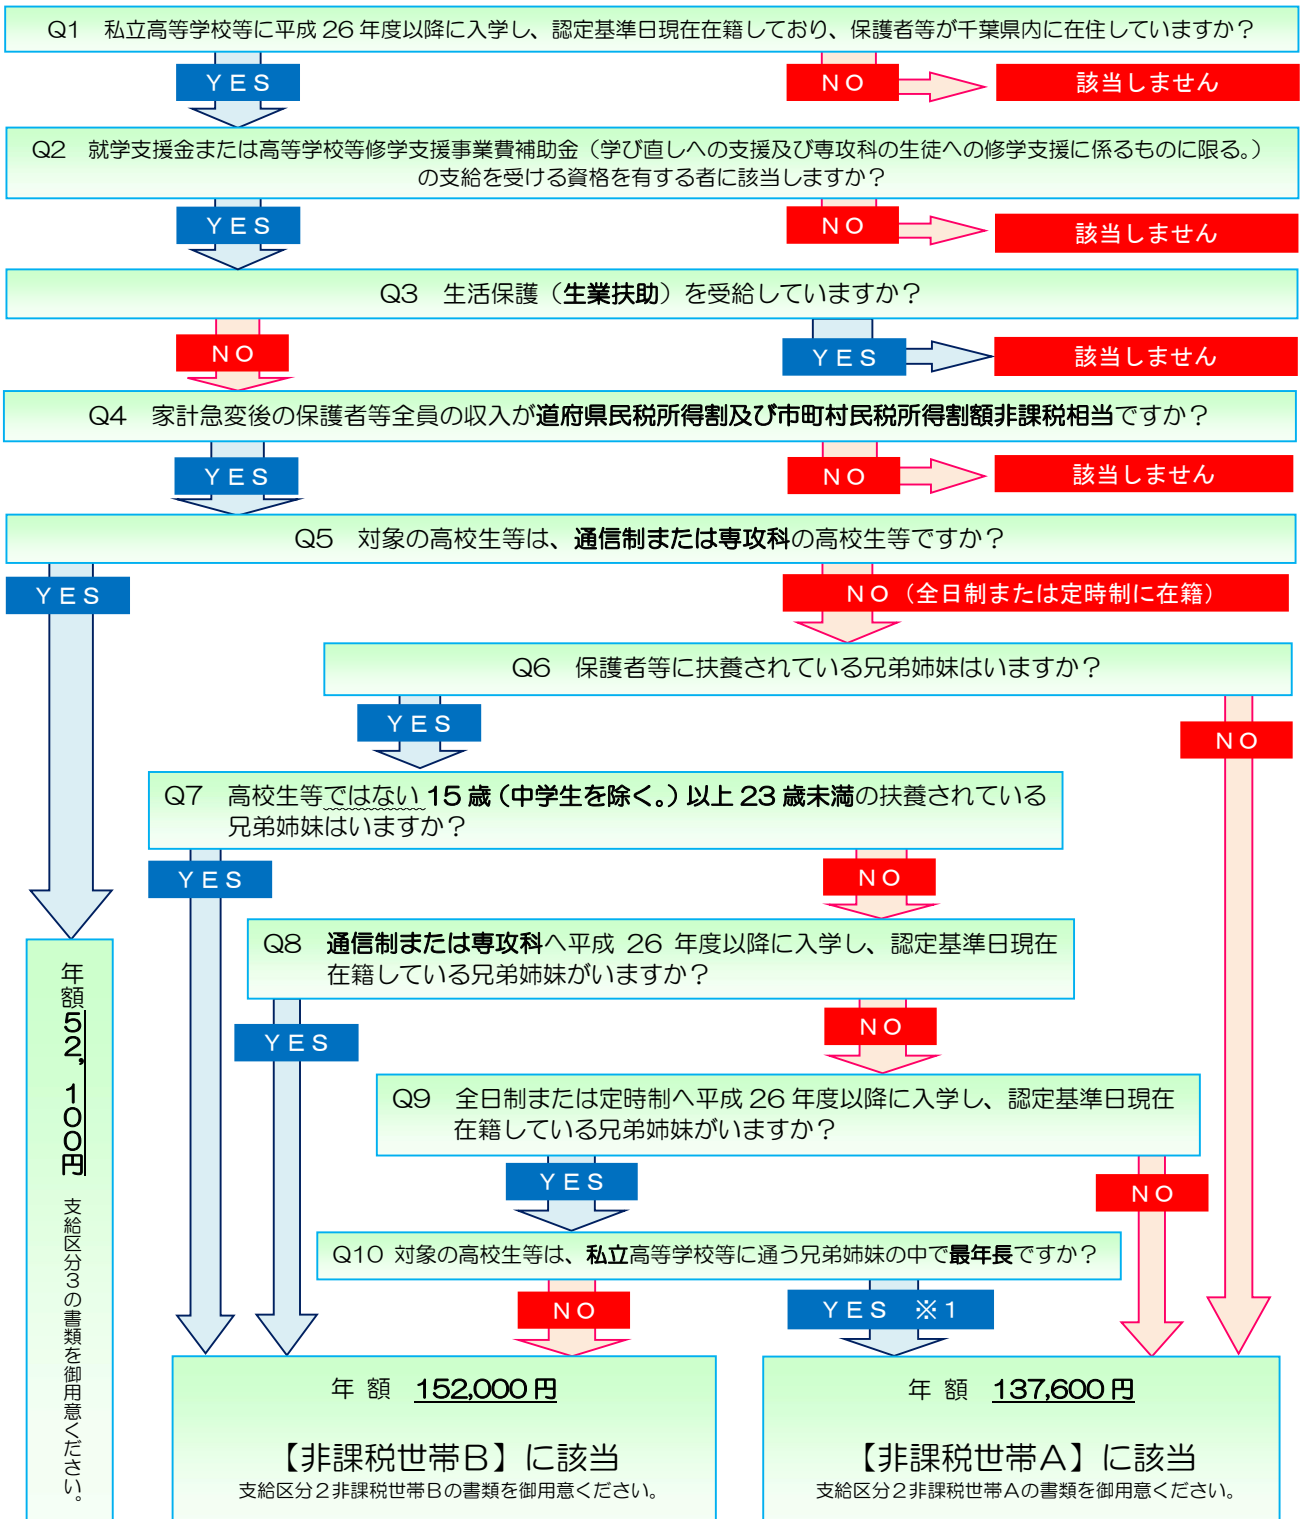 Q1　私立高等学校等に平成 26 年度以降に入学し、認定基準日現在在籍しており、保護者等が千葉県内に在住していますか？
ＹＥＳ
ＮＯ
該当しません
Q2　就学支援金または高等学校等修学支援事業費補助金（学び直しへの支援及び専攻科の生徒への修学支援に係るものに限る。）
の支給を受ける資格を有する者に該当しますか？
ＹＥＳ
ＮＯ
該当しません
Q3　生活保護（生業扶助）を受給していますか？
ＮＯ
ＹＥＳ
該当しません
Q4　家計急変後の保護者等全員の収入が道府県民税所得割及び市町村民税所得割額非課税相当ですか？
ＹＥＳ
ＮＯ
該当しません
Q5　対象の高校生等は、通信制または専攻科の高校生等ですか？
ＹＥＳ
ＮＯ（全日制または定時制に在籍）
Q6　保護者等に扶養されている兄弟姉妹はいますか？
ＹＥＳ
ＮＯ
Q7　高校生等ではない 15 歳（中学生を除く。）以上 23 歳未満の扶養されている
兄弟姉妹はいますか？
ＹＥＳ
ＮＯ
Q8　通信制または専攻科へ平成 26 年度以降に入学し、認定基準日現在
在籍している兄弟姉妹がいますか？
ＹＥＳ
ＮＯ
Q9　全日制または定時制へ平成 26 年度以降に入学し、認定基準日現在
在籍している兄弟姉妹がいますか？
ＹＥＳ
ＮＯ
Q10 対象の高校生等は、私立高等学校等に通う兄弟姉妹の中で最年長ですか？
ＮＯ
ＹＥＳ　※１
年額５２,１００円　支給区分３の書類を御用意ください。
年 額　152,000 円
【非課税世帯Ｂ】に該当
支給区分２非課税世帯Ｂの書類を御用意ください。
年 額　137,600 円
【非課税世帯Ａ】に該当
支給区分２非課税世帯Ａの書類を御用意ください。